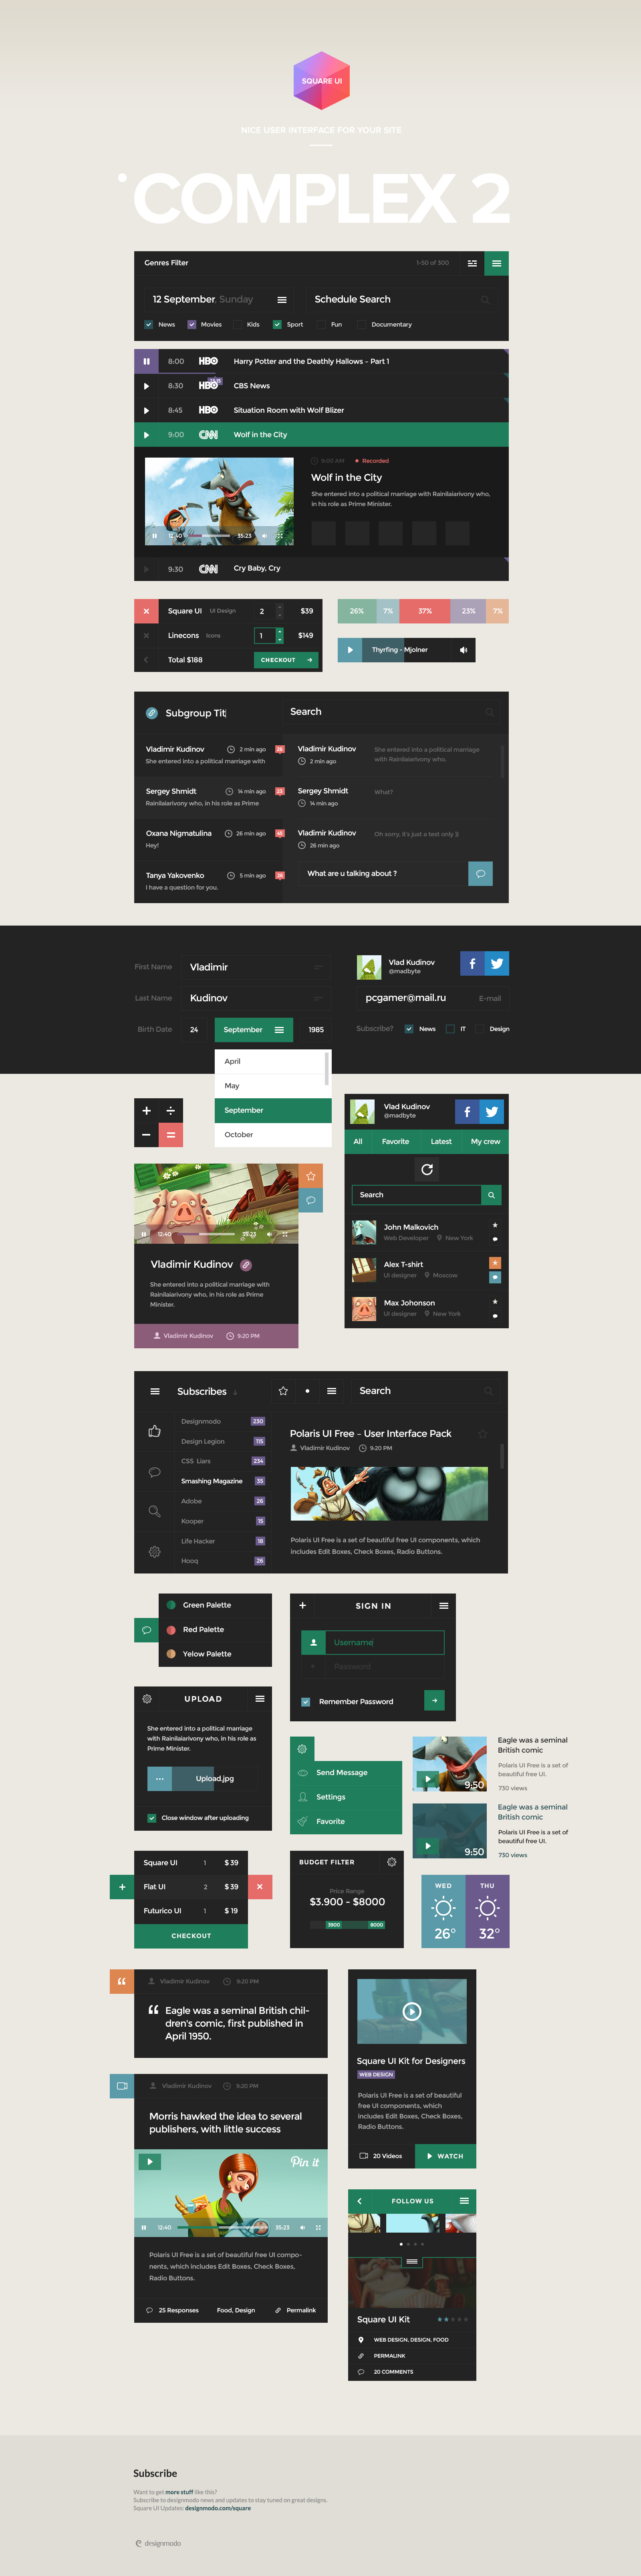 SQUARE UI
NICE USER INTERFACE FOR YOUR SITE
COMPLEX 2
Genres Filter
1-50 of 300
12 September, Sunday
Schedule Search
News
Movies
Kids
Sport
Fun
Documentary
8:00 HBO Harry Potter and the Deathly Hallows - Part 1
8:30 HBO CBS News
8:45 HBO Situation Room with Wolf Blizer
9:00 CNN Wolf in the City
9:00 AM
Recorded
Wolf in the City
She entered into a political marriage with Rainilaiarivony who,
in his role as Prime Minister.
12:40
35:23
9:30 CNN Cry Baby, Cry
Square UI UI Design 2 $39
Linecons Icons 1 $149
Total $188 CHECKOUT
26% 7% 37% 23% 7%
Thyrfing - Mjolner
Subgroup Tit
Search
Vladimir Kudinov 2 min ago 26
She entered into a political marriage with
Sergey Shmidt 14 min ago 23
Rainilaiarivony who, in his role as Prime
Oxana Nigmatulina 26 min ago 45
Hey!
Tanya Yakovenko 5 min ago 26
I have a question for you.
Vladimir Kudinov
2 min ago
She entered into a political marriage
with Rainilaiarivony who.
Sergey Shmidt
14 min ago
What?
Vladimir Kudinov
26 min ago
Oh sorry, it's just a test only ))
What are u talking about ?
First Name Vladimir
Last Name Kudinov
Birth Date 24 September 1985
April
May
September
October
Vlad Kudinov
@madbyte
pcgamer@mail.ru E-mail
Subscribe? News IT Design
+ ÷
− =
12:40
35:23
Vladimir Kudinov
She entered into a political marriage with
Rainilaiarivony who, in his role as Prime
Minister.
Vladimir Kudinov 9:20 PM
Vlad Kudinov
@madbyte
All Favorite Latest My crew
Search
John Malkovich
Web Developer New York
Alex T-shirt
UI designer Moscow
Max Johonson
UI designer New York
Subscribes
Search
Designmodo 230
Design Legion 115
CSS Liars 234
Smashing Magazine 35
Adobe 26
Kooper 15
Life Hacker 18
Hooq 26
Polaris UI Free - User Interface Pack
Vladimir Kudinov 9:20 PM
Polaris UI Free is a set of beautiful free UI components, which
includes Edit Boxes, Check Boxes, Radio Buttons.
Green Palette
Red Palette
Yelow Palette
SIGN IN
Username
Password
Remember Password
UPLOAD
She entered into a political marriage
with Rainilaiarivony who, in his role as
Prime Minister.
Upload.jpg
Close window after uploading
Send Message
Settings
Favorite
9:50
Eagle was a seminal
British comic
Polaris UI Free is a set of
beautiful free UI.
730 views
9:50
Eagle was a seminal
British comic
Polaris UI Free is a set of
beautiful free UI.
730 views
Square UI 1 $ 39
Flat UI 2 $ 39
Futurico UI 1 $ 19
CHECKOUT
BUDGET FILTER
Price Range
$3.900 - $8000
3900 8000
WED
26°
THU
32°
Vladimir Kudinov 9:20 PM
“ Eagle was a seminal British chil-
dren's comic, first published in
April 1950.
Vladimir Kudinov 9:20 PM
Morris hawked the idea to several
publishers, with little success
Pin it
12:40
35:23
Polaris UI Free is a set of beautiful free UI compo-
nents, which includes Edit Boxes, Check Boxes,
Radio Buttons.
25 Responses Food, Design Permalink
Square UI Kit for Designers
WEB DESIGN
Polaris UI Free is a set of beautiful
free UI components, which
includes Edit Boxes, Check Boxes,
Radio Buttons.
20 Videos WATCH
FOLLOW US
Square UI Kit
WEB DESIGN, DESIGN, FOOD
PERMALINK
20 COMMENTS
Subscribe
Want to get more stuff like this?
Subscribe to designmodo news and updates to stay tuned on great designs.
Square UI Updates: designmodo.com/square
designmodo